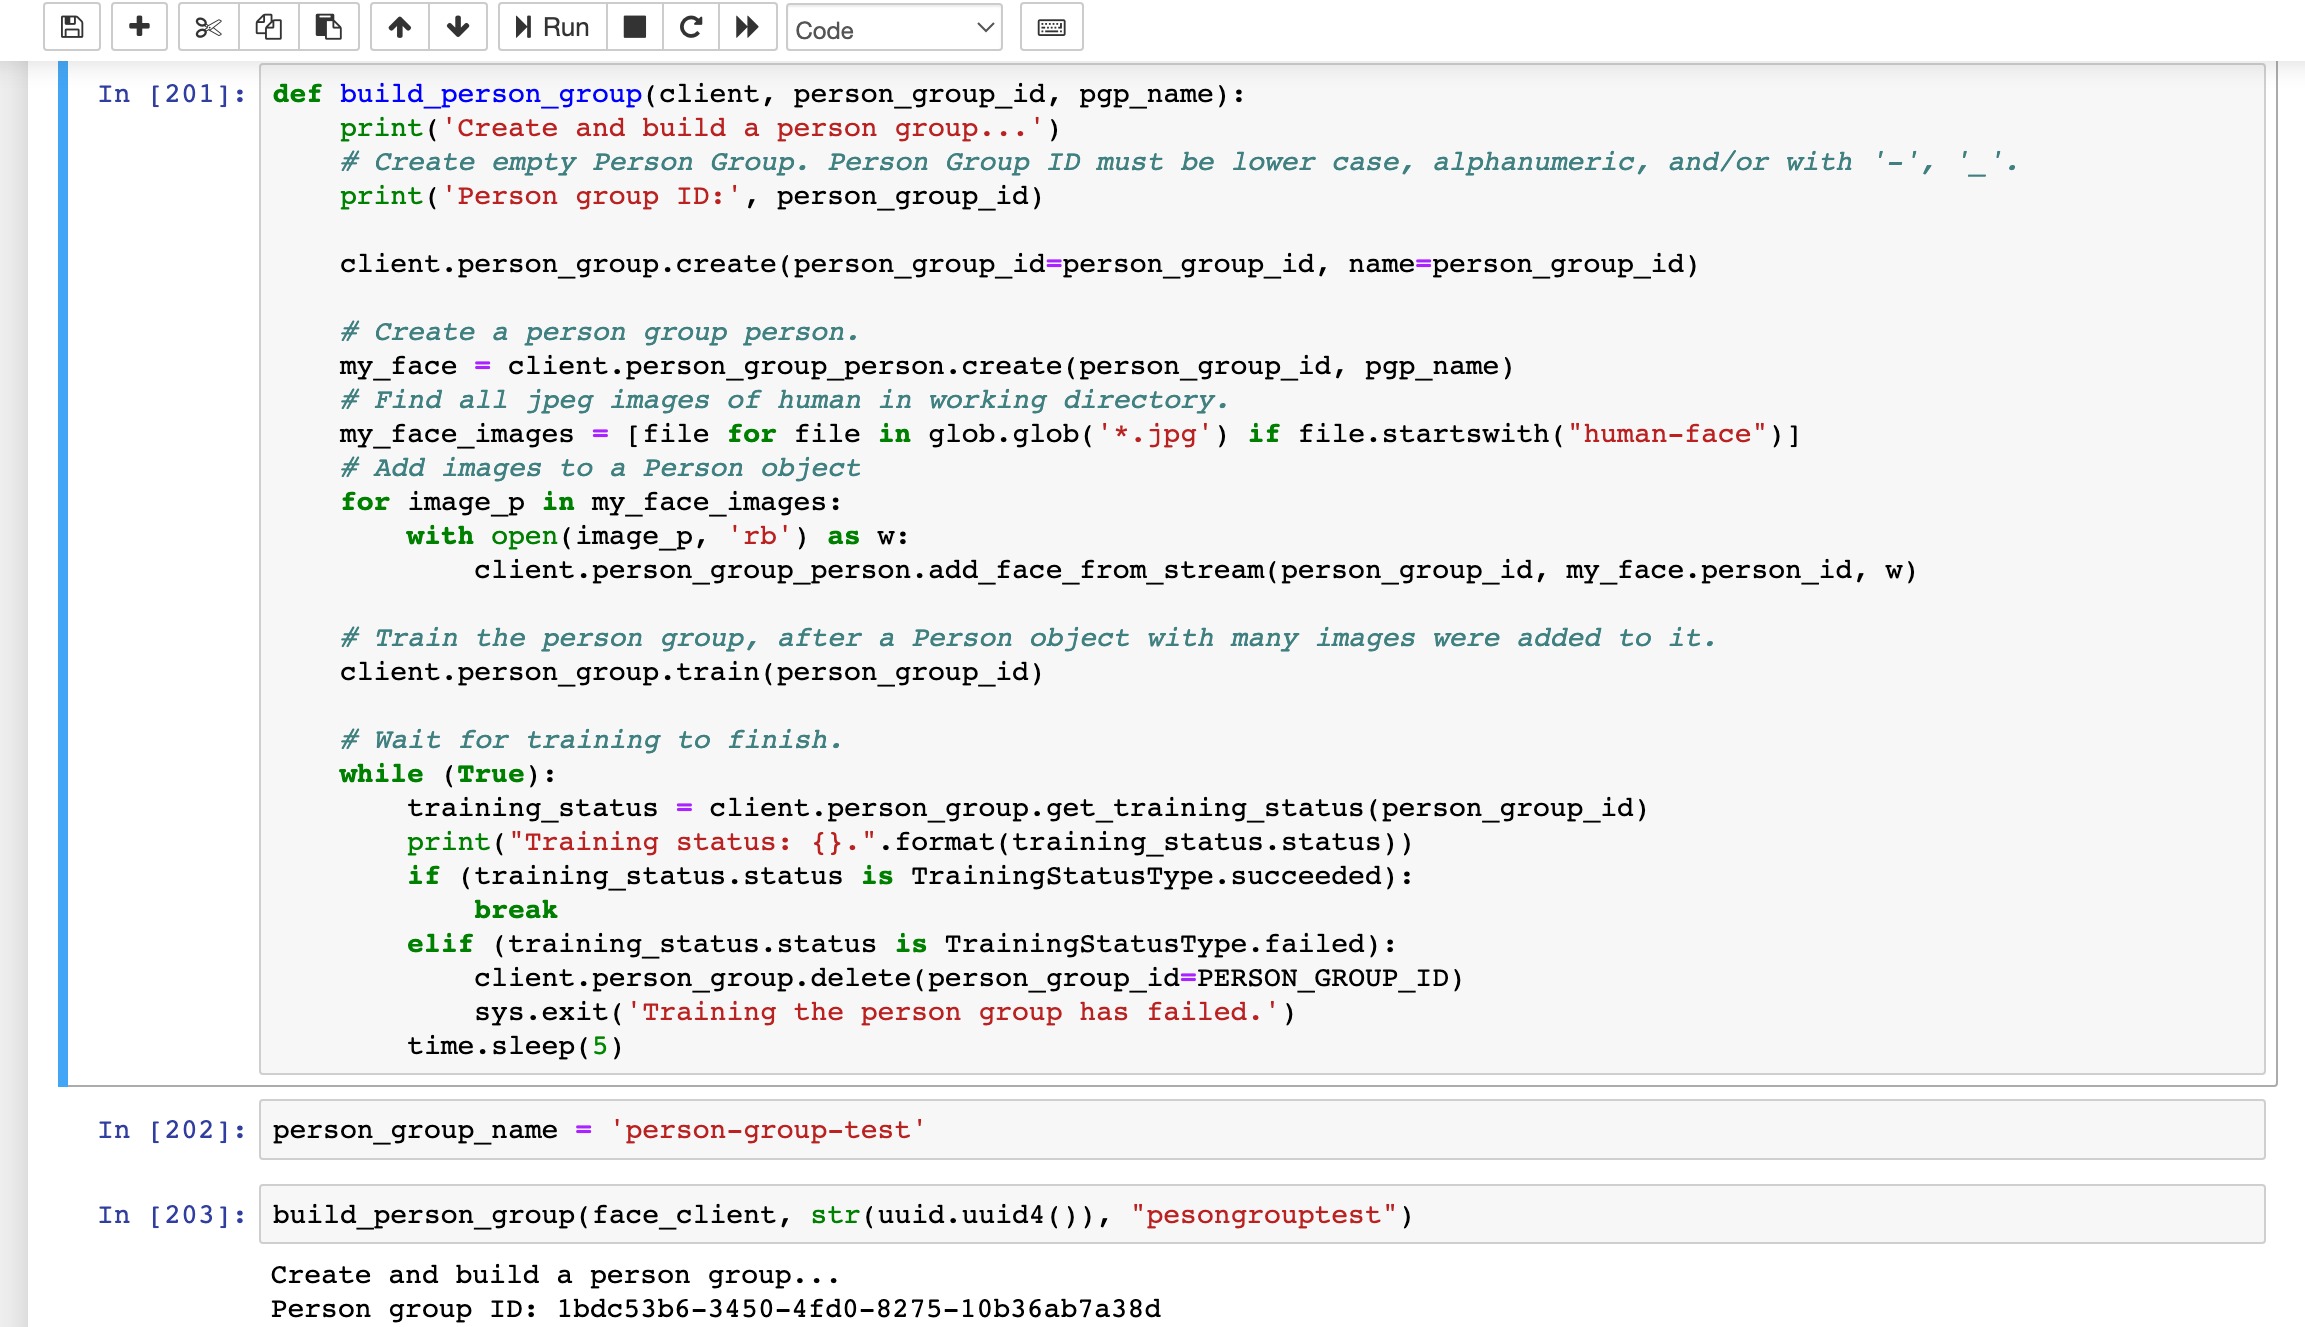 Run
Code
In [201]:
def build_person_group(client, person_group_id, pgp_name):
    print('Create and build a person group...')
    # Create empty Person Group. Person Group ID must be lower case, alphanumeric, and/or with '-', '_'.
    print('Person group ID:', person_group_id)

    client.person_group.create(person_group_id=person_group_id, name=person_group_id)

    # Create a person group person.
    my_face = client.person_group_person.create(person_group_id, pgp_name)
    # Find all jpeg images of human in working directory.
    my_face_images = [file for file in glob.glob('*.jpg') if file.startswith("human-face")]
    # Add images to a Person object
    for image_p in my_face_images:
        with open(image_p, 'rb') as w:
            client.person_group_person.add_face_from_stream(person_group_id, my_face.person_id, w)

    # Train the person group, after a Person object with many images were added to it.
    client.person_group.train(person_group_id)

    # Wait for training to finish.
    while (True):
        training_status = client.person_group.get_training_status(person_group_id)
        print("Training status: {}.".format(training_status.status))
        if (training_status.status is TrainingStatusType.succeeded):
            break
        elif (training_status.status is TrainingStatusType.failed):
            client.person_group.delete(person_group_id=PERSON_GROUP_ID)
            sys.exit('Training the person group has failed.')
        time.sleep(5)
In [202]:
person_group_name = 'person-group-test'
In [203]:
build_person_group(face_client, str(uuid.uuid4()), "pesongrouptest")
Create and build a person group...
Person group ID: 1bdc53b6-3450-4fd0-8275-10b36ab7a38d